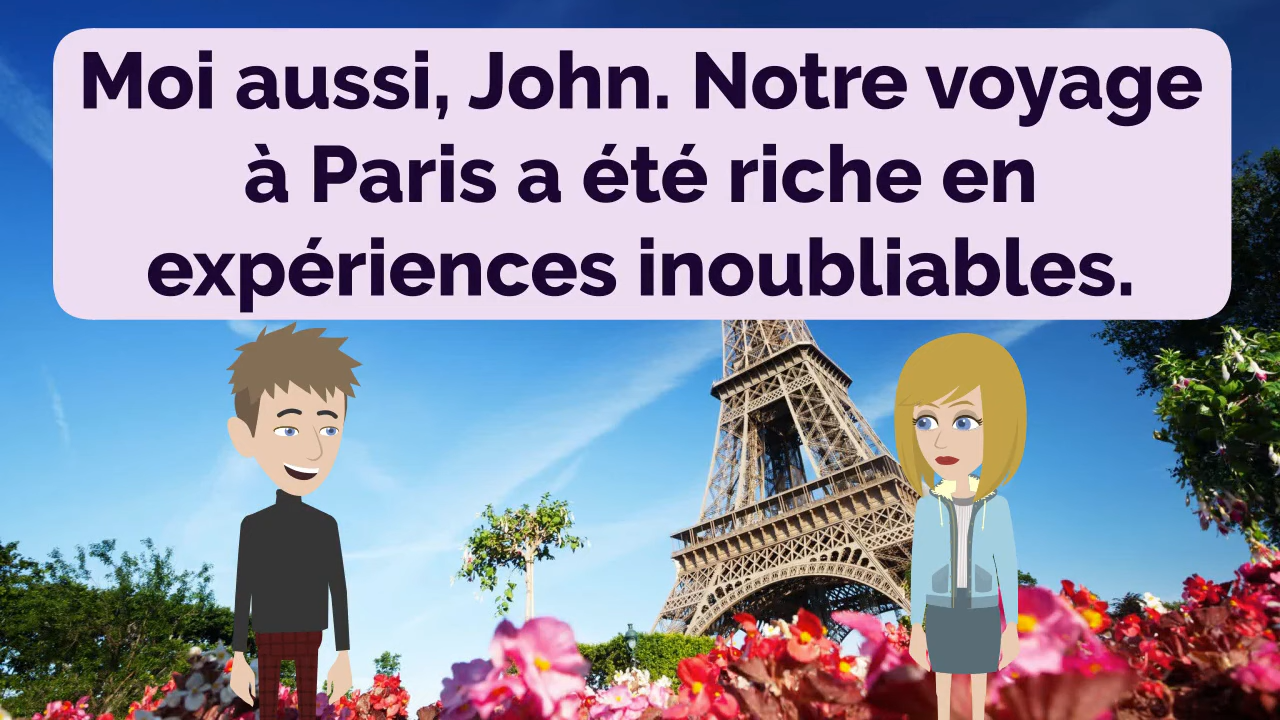 Moi aussi, John. Notre voyage
à Paris a été riche en
expériences inoubliables.